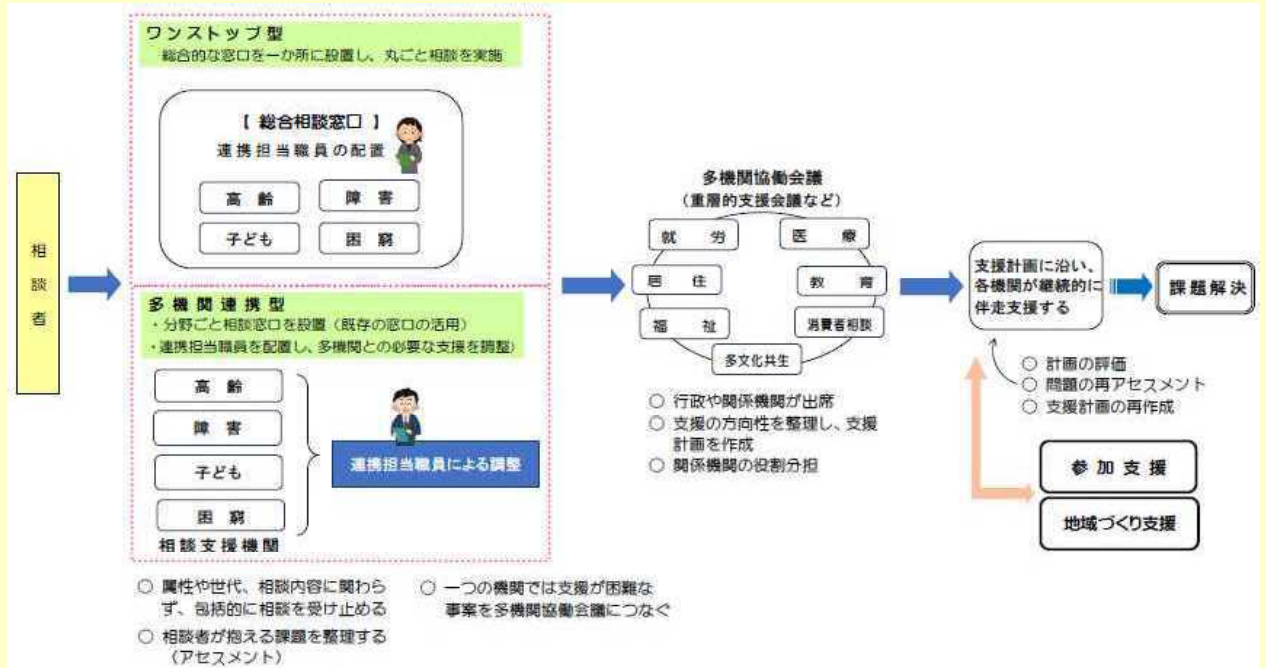 相談者
ワンストップ型
総合的な窓口を一か所に設置し、丸ごと相談を実施
【 総合相談窓口 】
連携担当職員の配置
高 齢
障 害
子ども
困 窮
多機関連携型
・分野ごと相談窓口を設置（既存の窓口の活用）
・連携担当職員を配置し、多機関との必要な支援を調整）
高 齢
障 害
子ども
困 窮
相談支援機関
連携担当職員による調整
○ 属性や世代、相談内容に関わら
ず、包括的に相談を受け止める
○ 相談者が抱える課題を整理する
（アセスメント）
○ 一つの機関では支援が困難な
事案を多機関協働会議につなぐ
多機関協働会議
（重層的支援会議など）
就 労
医 療
居 住
教 育
福 祉
消費者相談
多文化共生
○ 行政や関係機関が出席
○ 支援の方向性を整理し、支援
計画を作成
○ 関係機関の役割分担
支援計画に沿い、
各機関が継続的に
伴走支援する
課題解決
○ 計画の評価
○ 問題の再アセスメント
○ 支援計画の再作成
参加支援
地域づくり支援